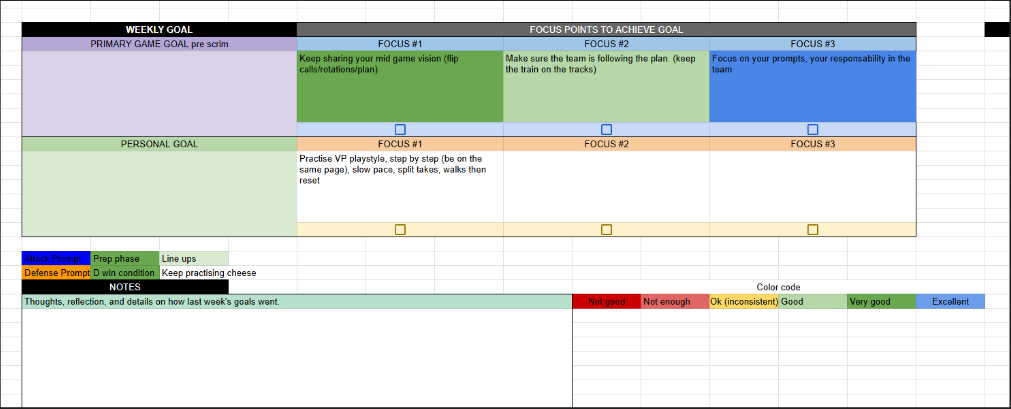 WEEKLY GOAL
FOCUS POINTS TO ACHIEVE GOAL
PRIMARY GAME GOAL pre scrim
FOCUS #1
FOCUS #2
FOCUS #3
Keep sharing your mid game vision (flip
calls/rotations/plan)
Make sure the team is following the plan. (keep
the train on the tracks)
Focus on your prompts, your responsability in the
team
PERSONAL GOAL
FOCUS #1
FOCUS #2
FOCUS #3
Practise VP playstyle, step by step (be on the
same page), slow pace, split takes, walks then
reset
Attack Prompt
Prep phase
Line ups
Defense Prompt
D win condition
Keep practising cheese
NOTES
Color code
Thoughts, reflection, and details on how last week's goals went.
Not good
Not enough
Ok (inconsistent)
Good
Very good
Excellent